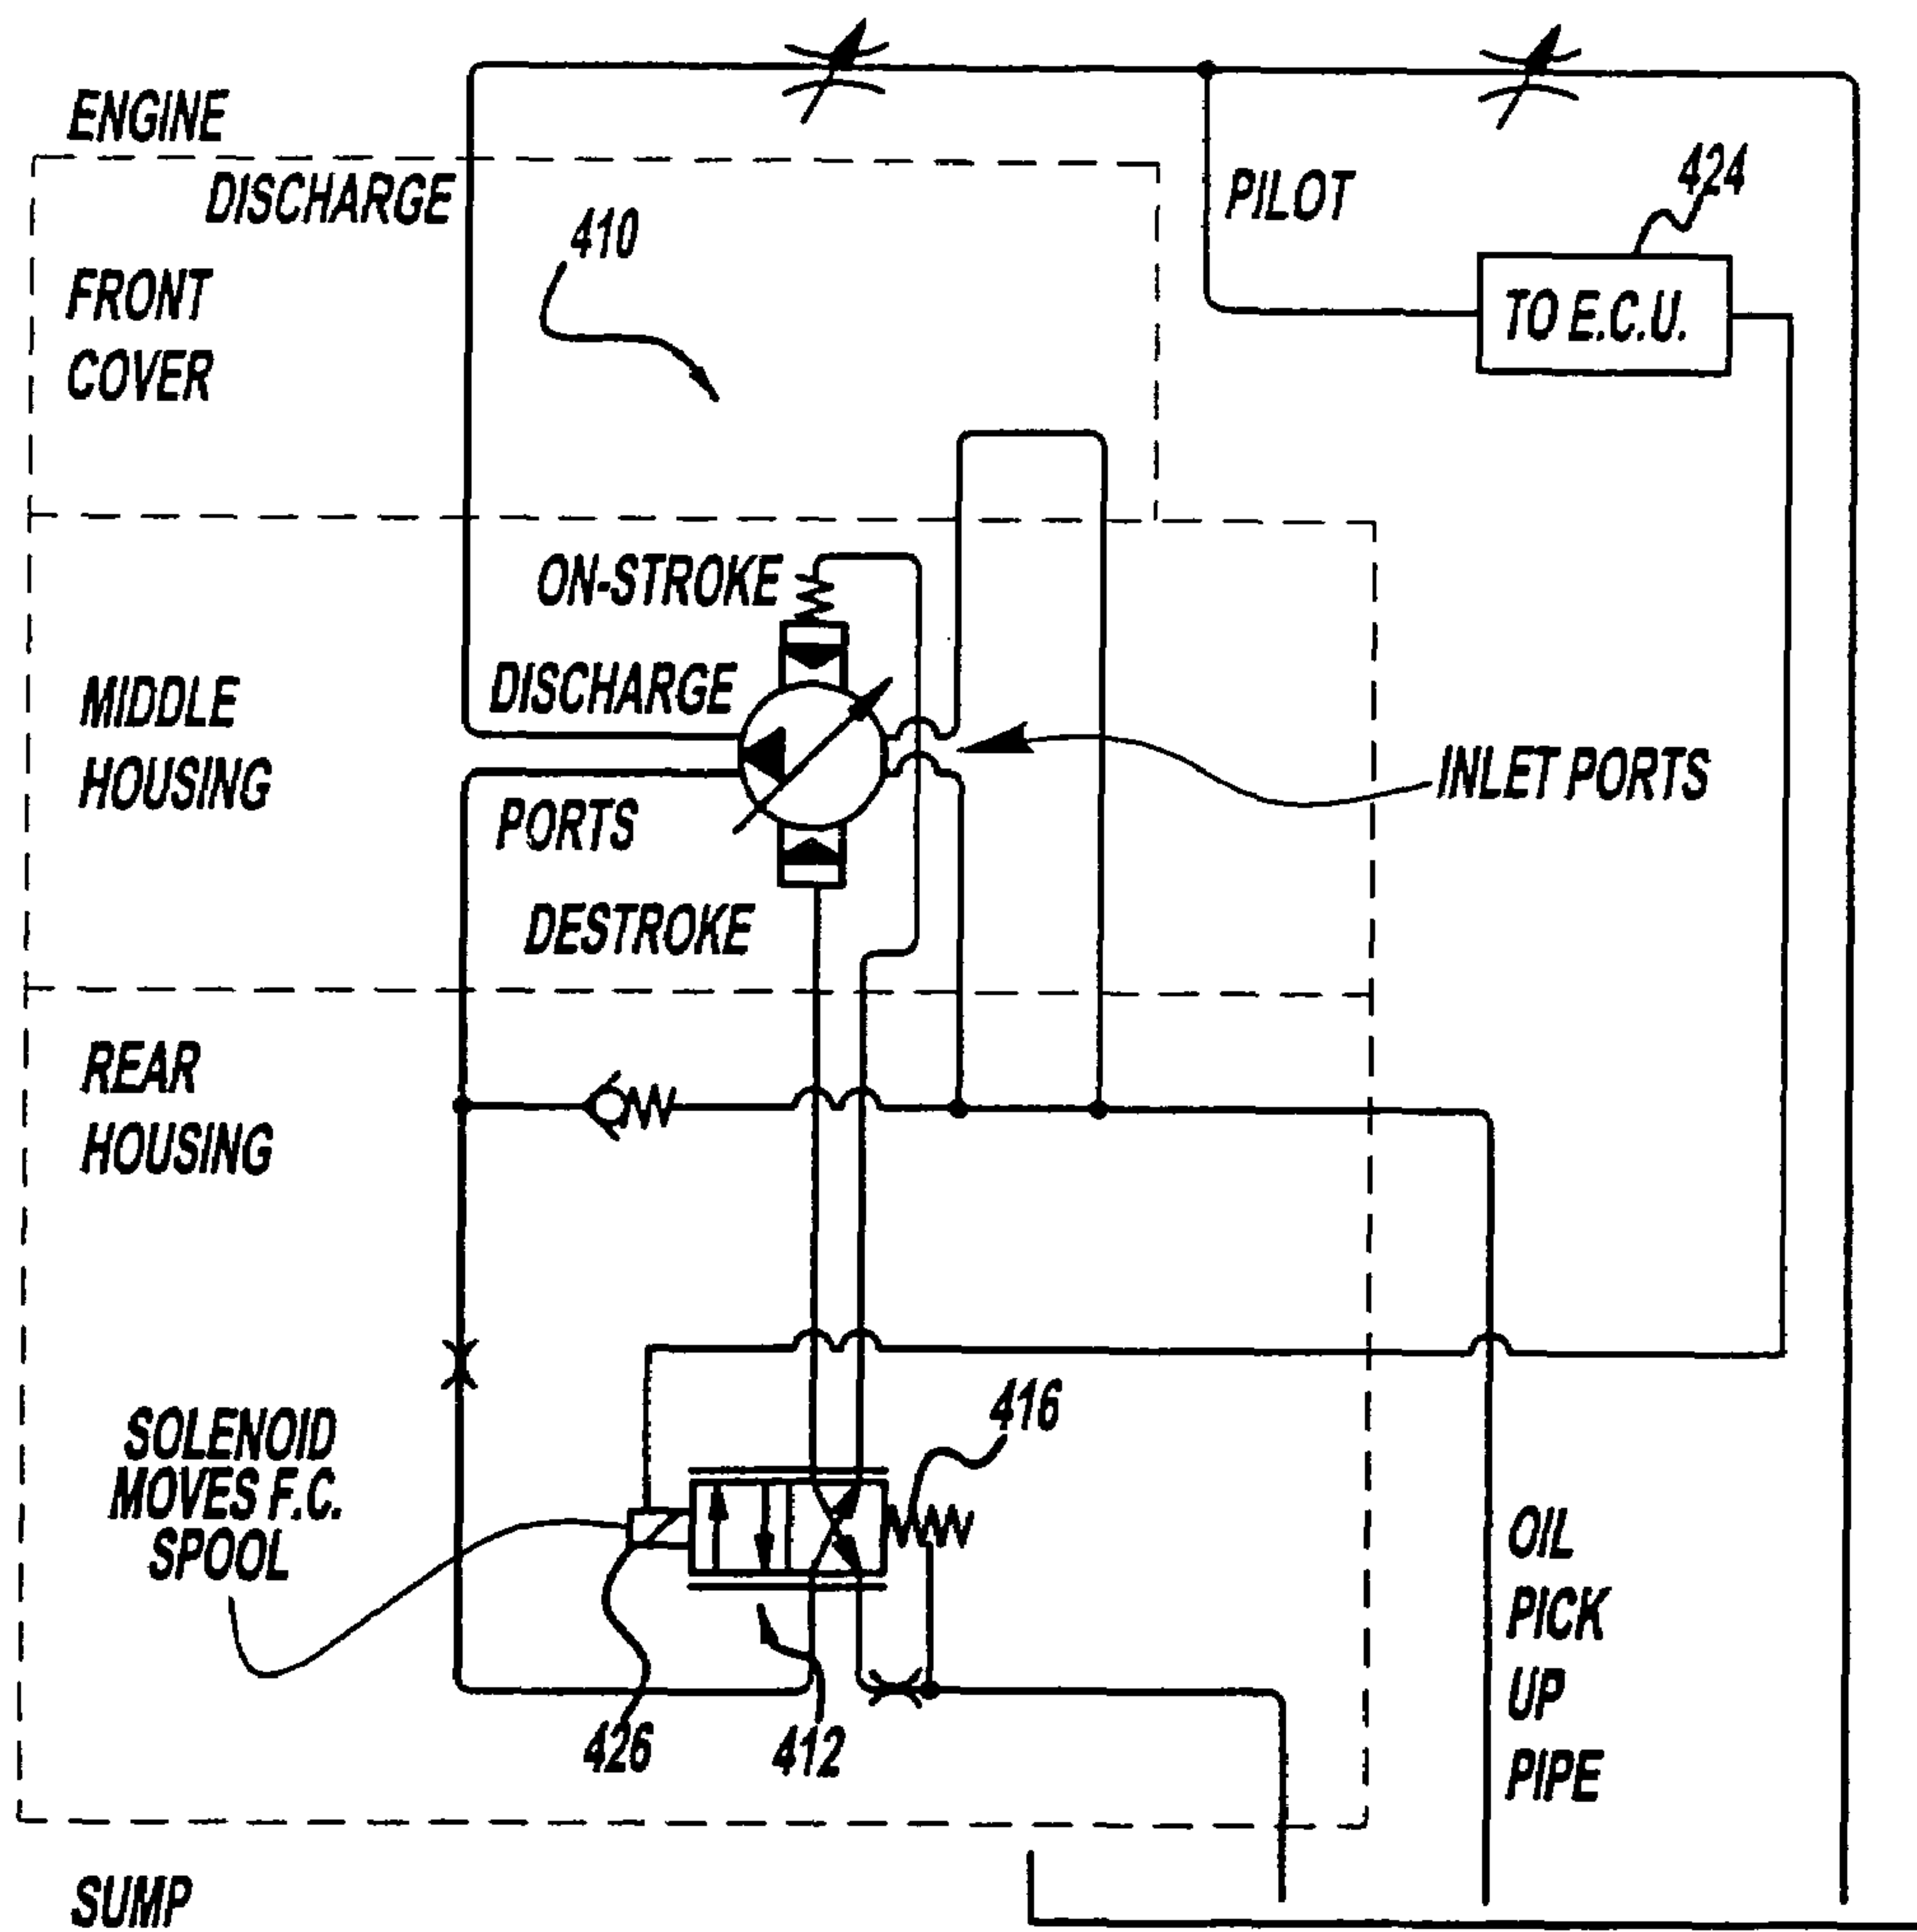 ENGINE
DISCHARGE
FRONT
COVER
410
PILOT
424
TO E.C.U.
ON-STROKE
DISCHARGE
MIDDLE
HOUSING
PORTS
INLET PORTS
DESTROKE
REAR
HOUSING
416
SOLENOID
MOVES F.C.
SPOOL
OIL
PICK
UP
PIPE
426
412
SUMP